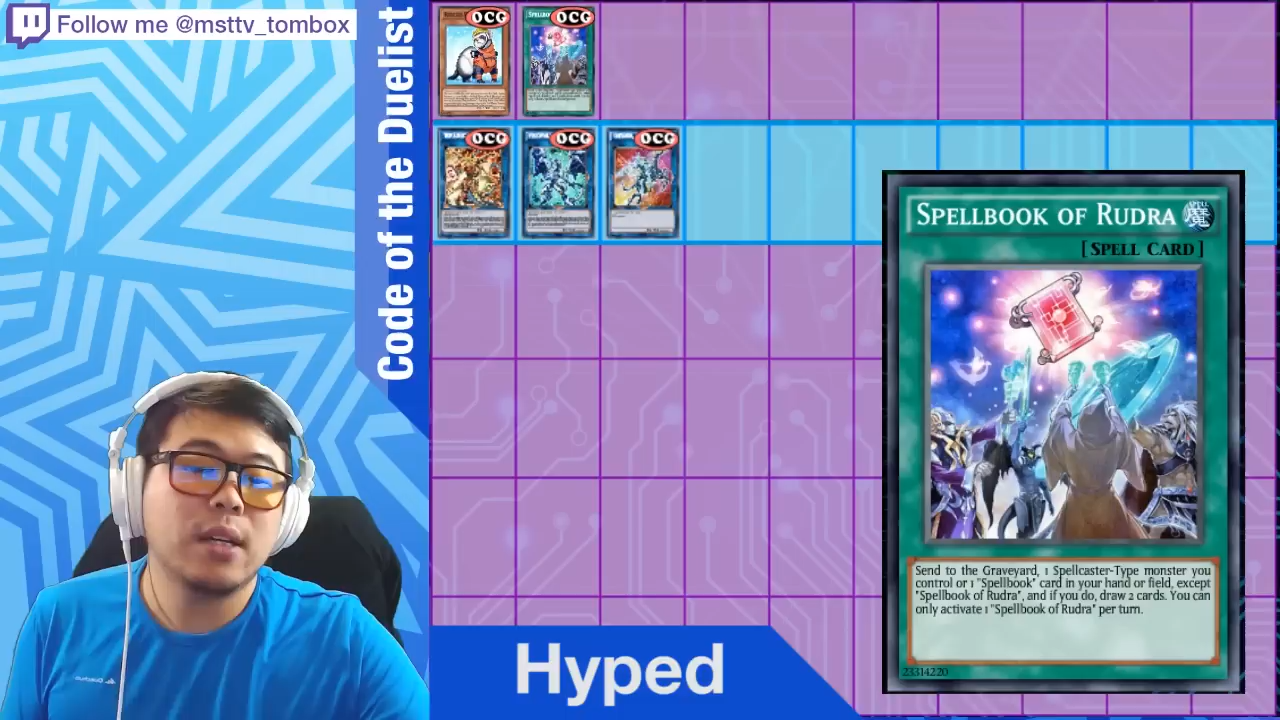 Follow me @msttv_tombox
Code of the Duelist
OCG
OCG
OCG
OCG
OCG
SPELLBOOK OF RUDRA 魔
[SPELL CARD]
Send to the Graveyard, 1 Spellcaster-Type monster you
control or 1 "Spellbook" card in your hand or field, except
"Spellbook of Rudra", and if you do, draw 2 cards. You can
only activate 1 "Spellbook of Rudra" per turn.
23314220
Hyped